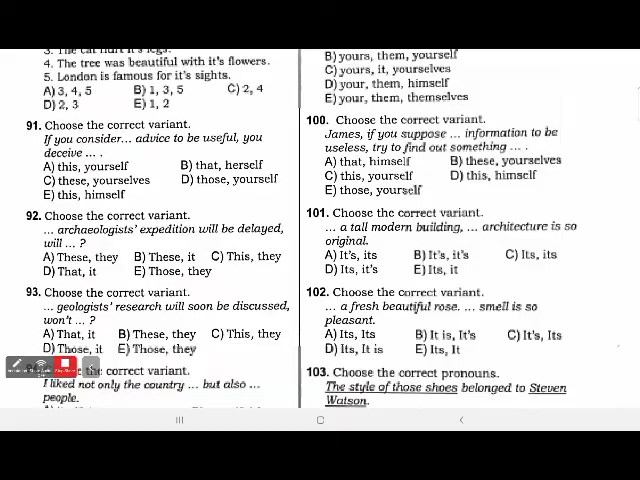 3. The cat hurt it's legs.
4. The tree was beautiful with it's flowers.
5. London is famous for it's sights.
A) 3, 4, 5 B) 1, 3, 5 C) 2, 4
D) 2, 3 E) 1, 2
91. Choose the correct variant.
If you consider... advice to be useful, you
deceive ... .
A) this, yourself B) that, herself
C) these, yourselves D) those, yourself
E) this, himself
92. Choose the correct variant.
... archaeologists' expedition will be delayed,
will ... ?
A) These, they B) These, it C) This, they
D) That, it E) Those, they
93. Choose the correct variant.
... geologists' research will soon be discussed,
won't ... ?
A) That, it B) These, they C) This, they
D) Those, it E) Those, they
the correct variant.
I liked not only the country ... but also ...
people.
B) yours, them, yourself
C) yours, it, yourselves
D) your, them, himself
E) your, them, themselves
100. Choose the correct variant.
James, if you suppose ... information to be
useless, try to find out something ... .
A) that, himself B) these, yourselves
C) this, yourself D) this, himself
E) those, yourself
101. Choose the correct variant.
... a tall modern building, ... architecture is so
original.
A) It's, its B) It's, it's C) Its, its
D) Its, it's E) Its, it
102. Choose the correct variant.
... a fresh beautiful rose. ... smell is so
pleasant.
A) Its, Its B) It is, It's C) It's, Its
D) Its, It is E) Its, It
103. Choose the correct pronouns.
The style of those shoes belonged to Steven
Watson.